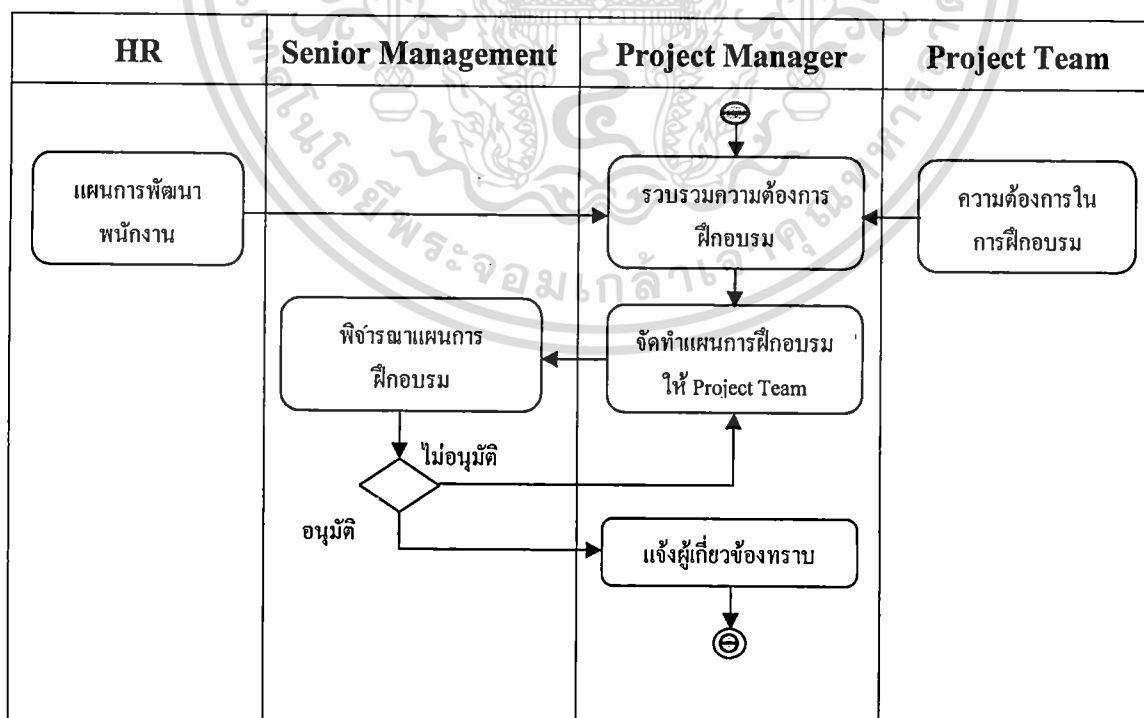 HR
Senior Management
Project Manager
Project Team
แผนการพัฒนา
พนักงาน
รวบรวมความต้องการ
ฝึกอบรม
ความต้องการใน
การฝึกอบรม
พิจารณาแผนการ
ฝึกอบรม
จัดทำแผนการฝึกอบรม
ให้ Project Team
ไม่อนุมัติ
อนุมัติ
แจ้งผู้เกี่ยวข้องทราบ